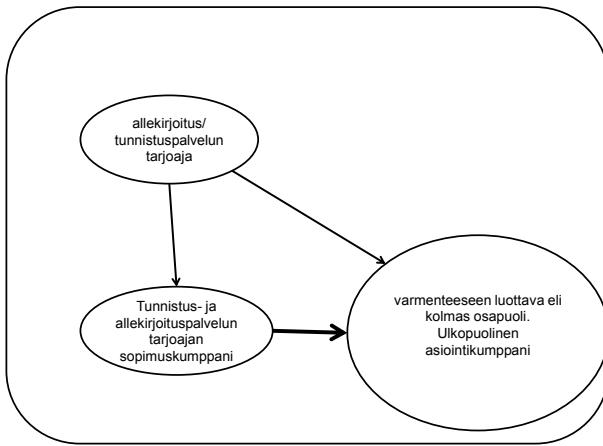 allekirjoitus/
tunnistuspalvelun
tarjoaja
Tunnistus- ja
allekirjoituspalvelun
tarjoajan
sopimuskumppani
varmenteeseen luottava eli
kolmas osapuoli.
Ulkopuolinen
asiointikumppani